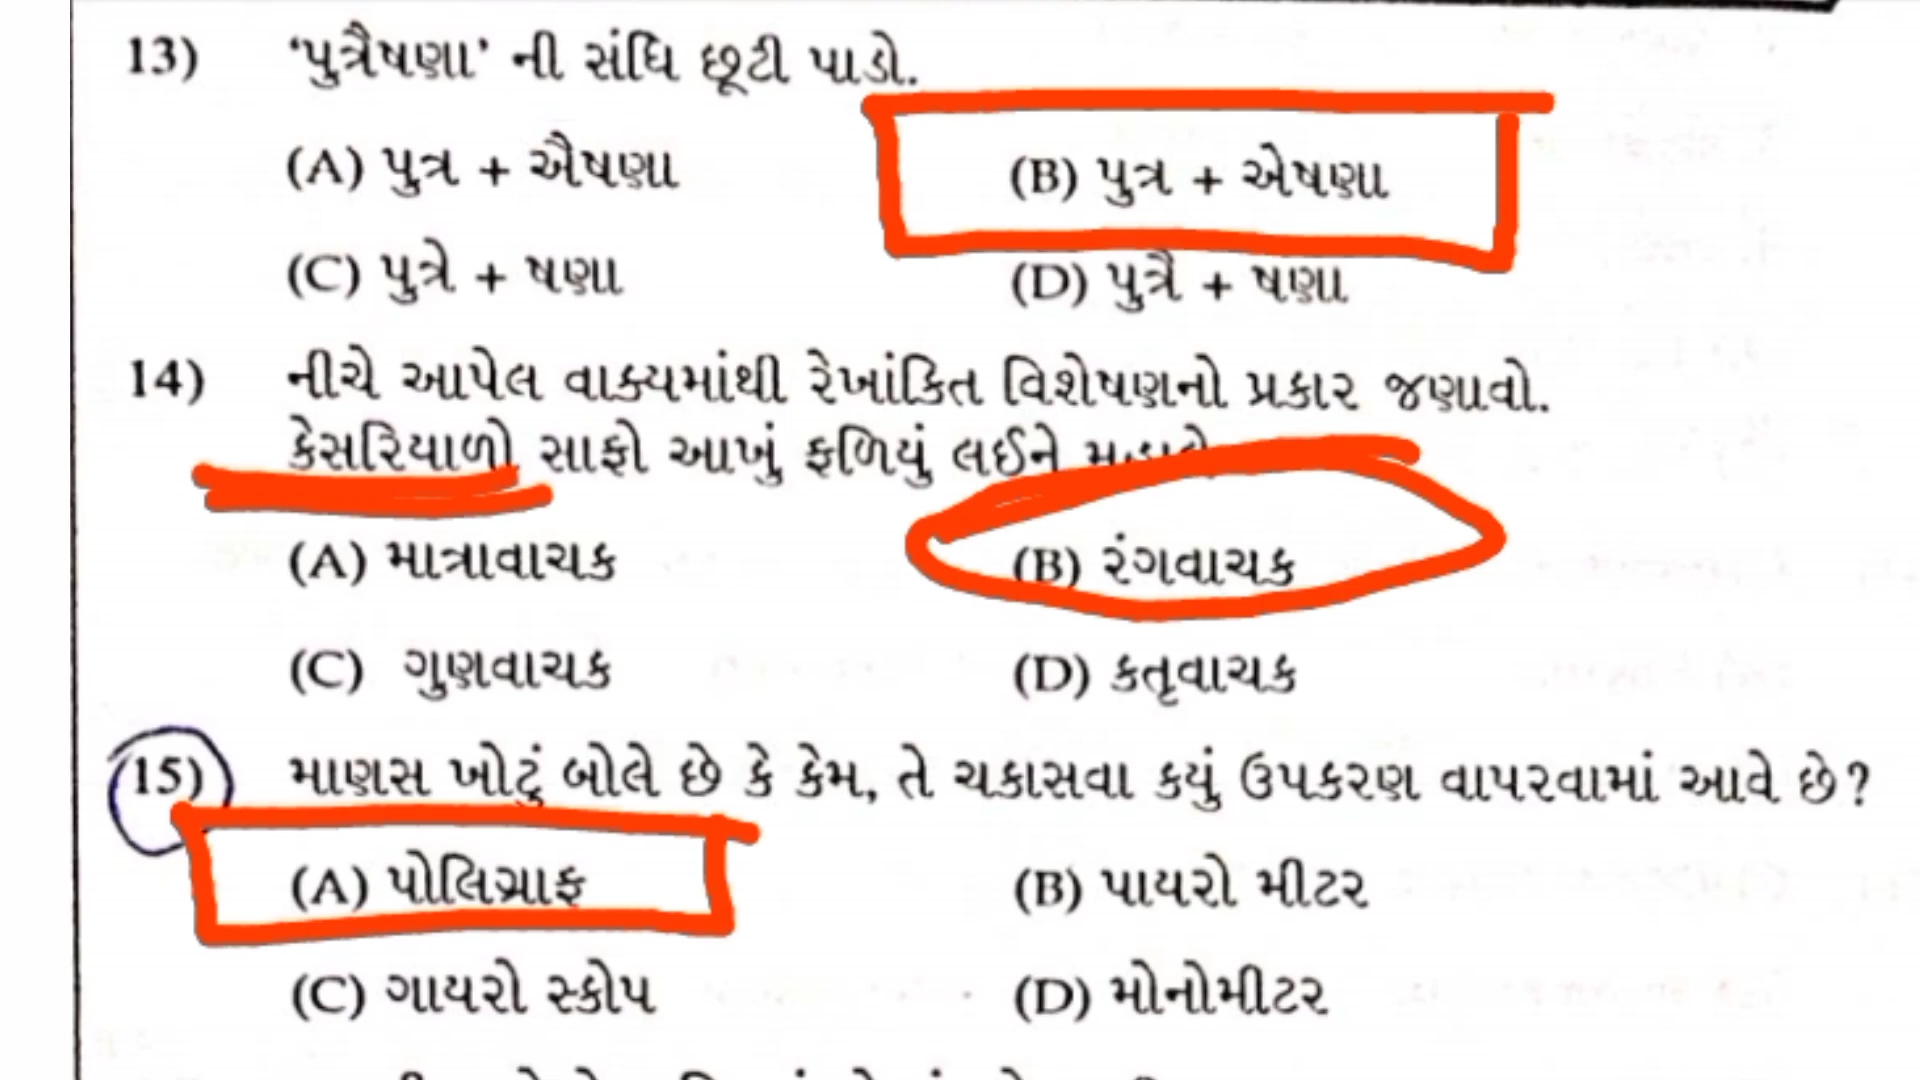 13) ‘પુત્રૈષણા’ ની સંધિ છૂટી પાડો.
(A) પુત્ર + ઐષણા (B) પુત્ર + એષણા
(C) પુત્રે + ષણા (D) પુત્રૈ + ષણા
14) નીચે આપેલ વાક્યમાંથી રેખાંકિત વિશેષણનો પ્રકાર જણાવો.
કેસરિયાળો સાફો આખું ફળિયું લઈને
(A) માત્રાવાચક (B) રંગવાચક
(C) ગુણવાચક (D) કતૃવાચક
15) માણસ ખોટું બોલે છે કે કેમ, તે ચકાસવા કયું ઉપકરણ વાપરવામાં આવે છે?
(A) પોલિગ્રાફ (B) પાયરો મીટર
(C) ગાયરો સ્કોપ (D) મોનોમીટર